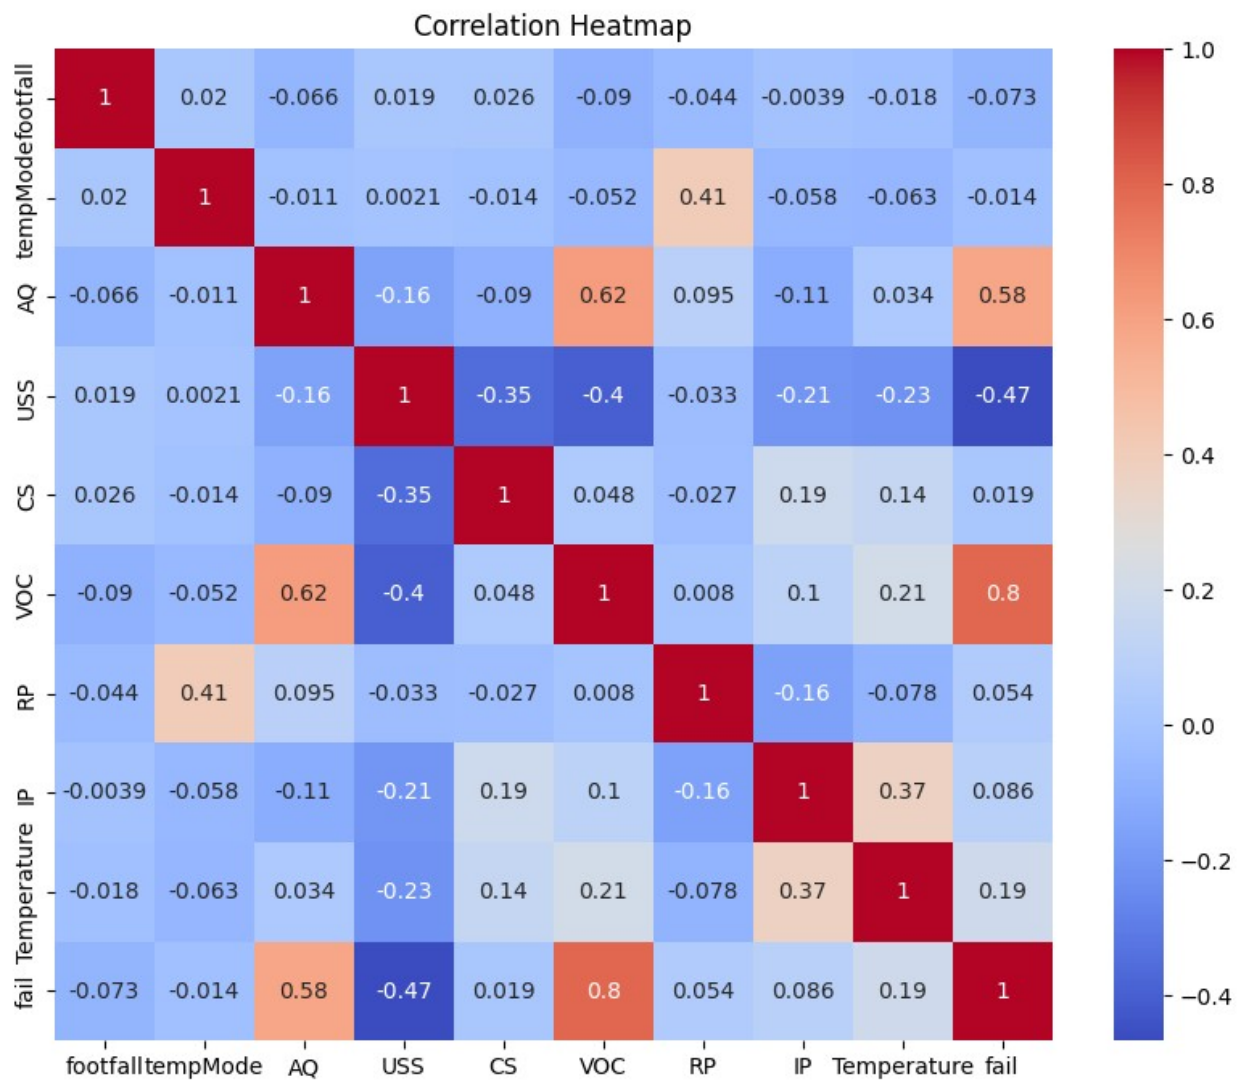 Correlation Heatmap
footfall 1 0.02 -0.066 0.019 0.026 -0.09 -0.044 -0.0039 -0.018 -0.073
tempMode 0.02 1 -0.011 0.0021 -0.014 -0.052 0.41 -0.058 -0.063 -0.014
AQ -0.066 -0.011 1 -0.16 -0.09 0.62 0.095 -0.11 0.034 0.58
USS 0.019 0.0021 -0.16 1 -0.35 -0.4 -0.033 -0.21 -0.23 -0.47
CS 0.026 -0.014 -0.09 -0.35 1 0.048 -0.027 0.19 0.14 0.019
VOC -0.09 -0.052 0.62 -0.4 0.048 1 0.008 0.1 0.21 0.8
RP -0.044 0.41 0.095 -0.033 -0.027 0.008 1 -0.16 -0.078 0.054
IP -0.0039 -0.058 -0.11 -0.21 0.19 0.1 -0.16 1 0.37 0.086
Temperature -0.018 -0.063 0.034 -0.23 0.14 0.21 -0.078 0.37 1 0.19
fail -0.073 -0.014 0.58 -0.47 0.019 0.8 0.054 0.086 0.19 1
footfall tempMode AQ USS CS VOC RP IP Temperature fail
1.0
0.8
0.6
0.4
0.2
0.0
−0.2
−0.4